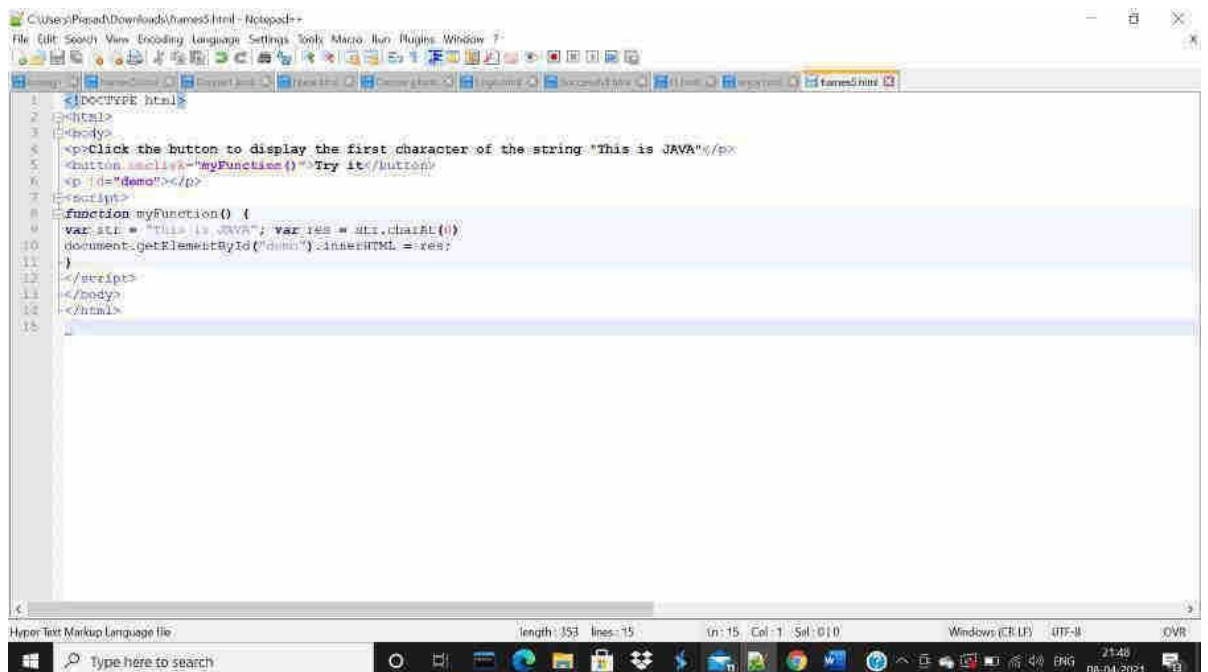 C:\Users\Prasad\Downloads\frames5.html - Notepad++
File Edit Search View Encoding Language Settings Tools Macro Run Plugins Window ?
frames5.html
1 <!DOCTYPE html>
2 <html>
3 <body>
4 <p>Click the button to display the first character of the string "This is JAVA"</p>
5 <button onclick="myFunction()">Try it</button>
6 <p id="demo"></p>
7 <script>
8 function myFunction() {
9 var str = "This is JAVA"; var res = str.charAt(0)
10 document.getElementById("demo").innerHTML = res;
11 }
12 </script>
13 </body>
14 </html>
15
Hyper Text Markup Language file length : 353 lines : 15 Ln : 15 Col : 1 Sel : 0 | 0 Windows (CR LF) UTF-8 OVR
Type here to search ENG 21:48
08-04-2021